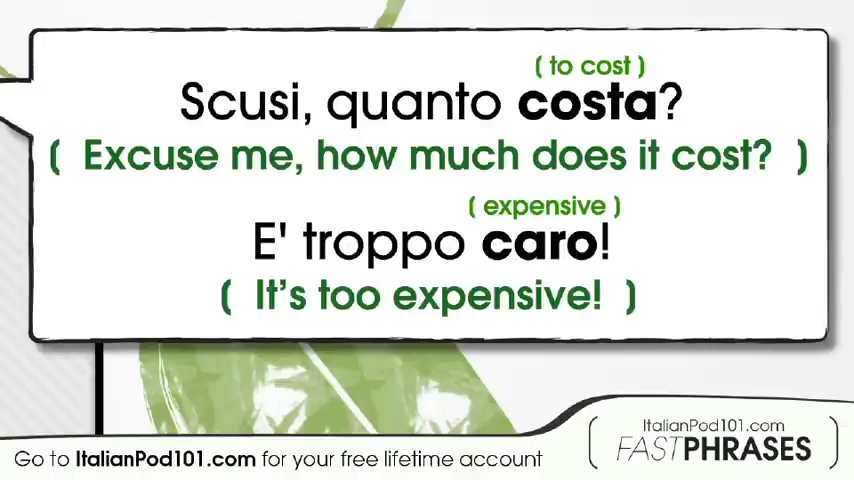 ( to cost )
Scusi, quanto costa?
( Excuse me, how much does it cost? )
( expensive )
E' troppo caro!
( It's too expensive! )
ItalianPod101.com
FASTPHRASES
Go to ItalianPod101.com for your free lifetime account